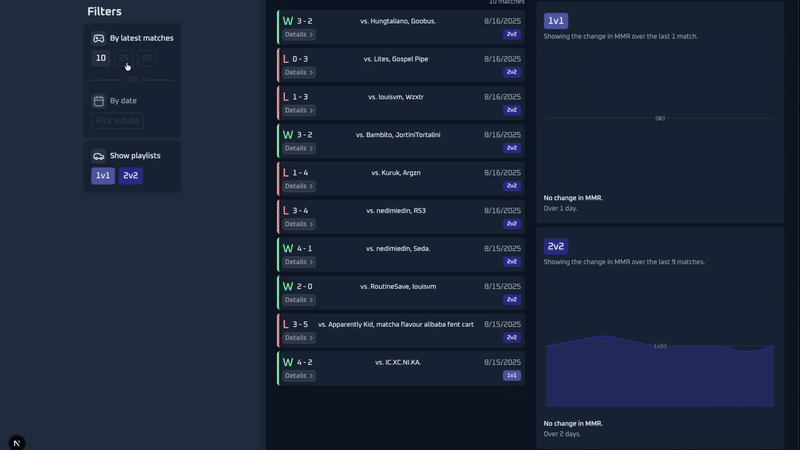 Filters
By latest matches
10
25
50
OR
By date
Pick a date
Show playlists
1v1
2v2
10 matches
W 3 - 2 vs. Hungtaliano, Goobus. 8/16/2025
Details > 2v2
L 0 - 3 vs. Lites, Gospel Pipe 8/16/2025
Details > 2v2
L 1 - 3 vs. louisvm, Wzxtr 8/16/2025
Details > 2v2
W 3 - 2 vs. Bambito, JortiniTortalini 8/16/2025
Details > 2v2
L 1 - 4 vs. Kuruk, Argzn 8/16/2025
Details > 2v2
L 3 - 4 vs. nedimiedin, RS3 8/16/2025
Details > 2v2
W 4 - 1 vs. nedimiedin, Seda. 8/15/2025
Details > 2v2
W 2 - 0 vs. RoutineSave, louisvm 8/15/2025
Details > 2v2
L 3 - 5 vs. Apparently Kid, matcha flavour alibaba fent cart 8/15/2025
Details > 2v2
W 4 - 2 vs. IC.XC.NI.KA. 8/15/2025
Details > 1v1
1v1
Showing the change in MMR over the last 1 match.
No change in MMR.
Over 1 day.
2v2
Showing the change in MMR over the last 9 matches.
1493
No change in MMR.
Over 2 days.
N